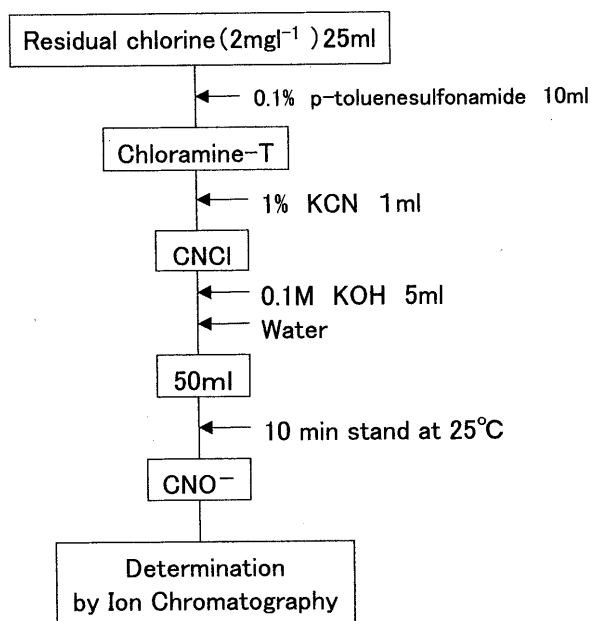 Residual chlorine(2mgl⁻¹)25ml
0.1% p-toluenesulfonamide 10ml
Chloramine-T
1% KCN 1ml
CNCl
0.1M KOH 5ml
Water
50ml
10 min stand at 25°C
CNO⁻
Determination
by Ion Chromatography